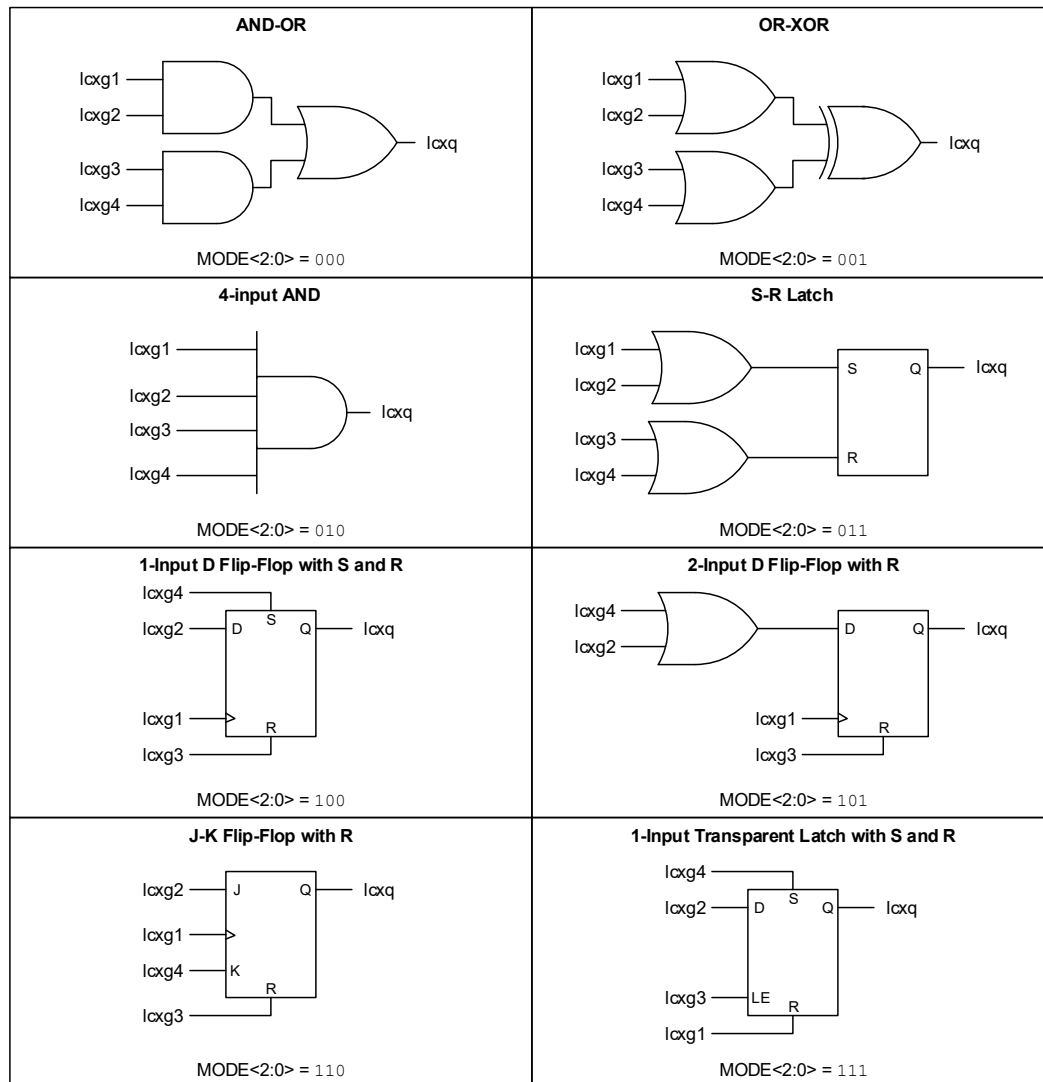 AND-OR
lcxg1
lcxg2
lcxq
lcxg3
lcxg4
MODE<2:0> = 000
OR-XOR
lcxg1
lcxg2
lcxq
lcxg3
lcxg4
MODE<2:0> = 001
4-input AND
lcxg1
lcxg2
lcxq
lcxg3
lcxg4
MODE<2:0> = 010
S-R Latch
lcxg1
S Q lcxq
lcxg2
lcxg3
R
lcxg4
MODE<2:0> = 011
1-Input D Flip-Flop with S and R
lcxg4
S
lcxg2 D Q lcxq
lcxg1
R
lcxg3
MODE<2:0> = 100
2-Input D Flip-Flop with R
lcxg4
D Q lcxq
lcxg2
lcxg1
R
lcxg3
MODE<2:0> = 101
J-K Flip-Flop with R
lcxg2 J Q lcxq
lcxg1
lcxg4 K
R
lcxg3
MODE<2:0> = 110
1-Input Transparent Latch with S and R
lcxg4
S
lcxg2 D Q lcxq
lcxg3 LE
R
lcxg1
MODE<2:0> = 111